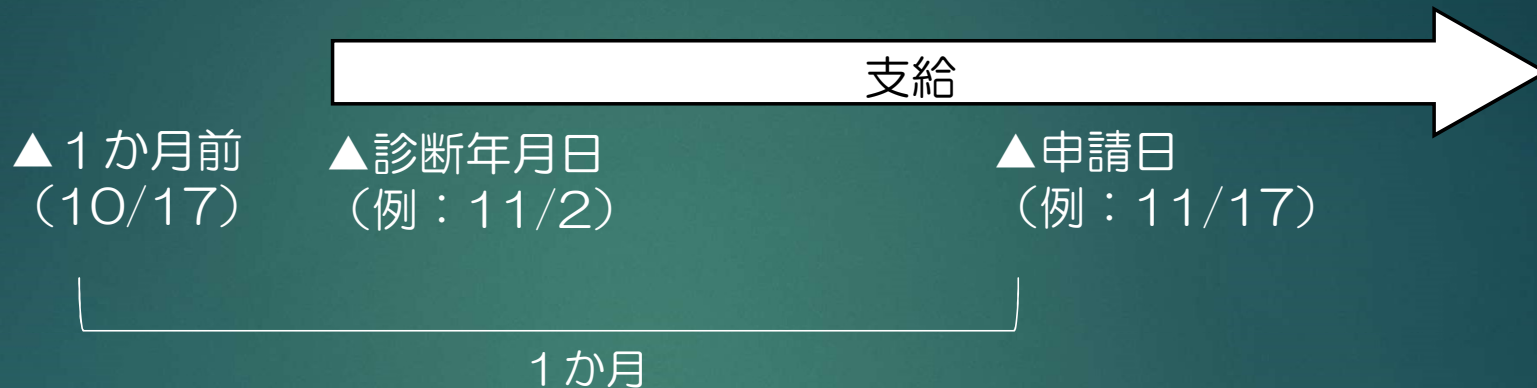 支給
▲１か月前
（10/17）
▲診断年月日
（例：11/2）
▲申請日
（例：11/17）
１か月